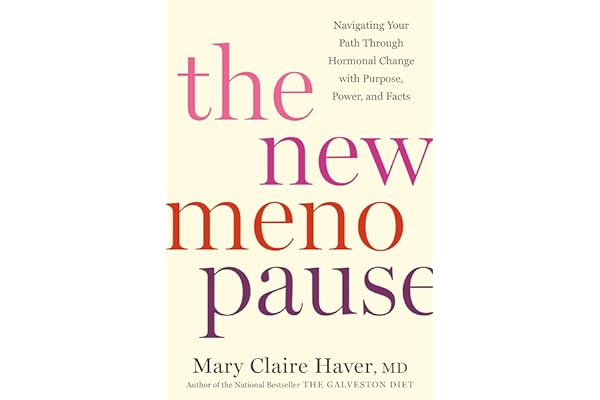 Navigating Your
Path Through
Hormonal Change
with Purpose,
Power, and Facts
the
new
meno
pause
Mary Claire Haver, MD
Author of the National Bestseller THE GALVESTON DIET